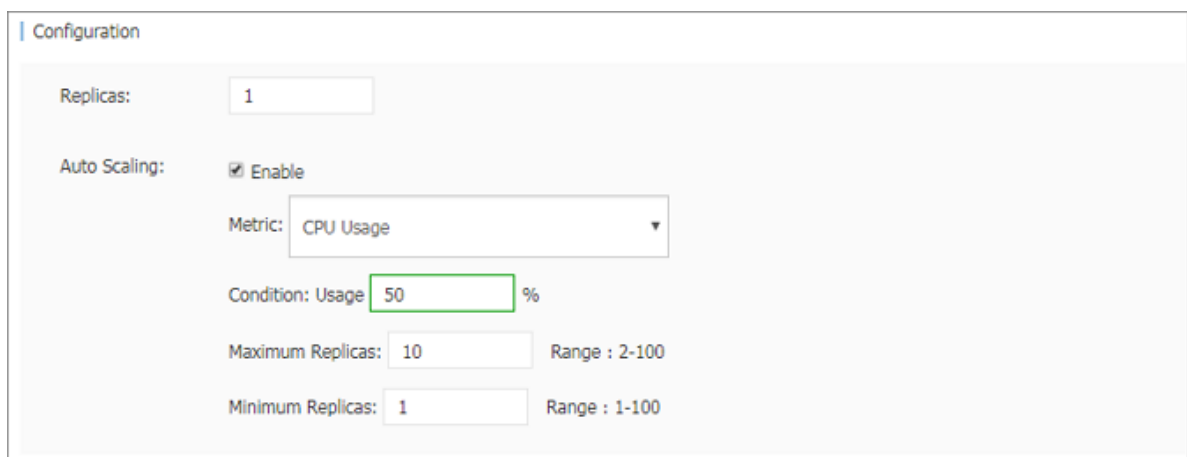 Configuration
Replicas: 1
Auto Scaling: Enable
Metric: CPU Usage
Condition: Usage 50 %
Maximum Replicas: 10 Range : 2-100
Minimum Replicas: 1 Range : 1-100